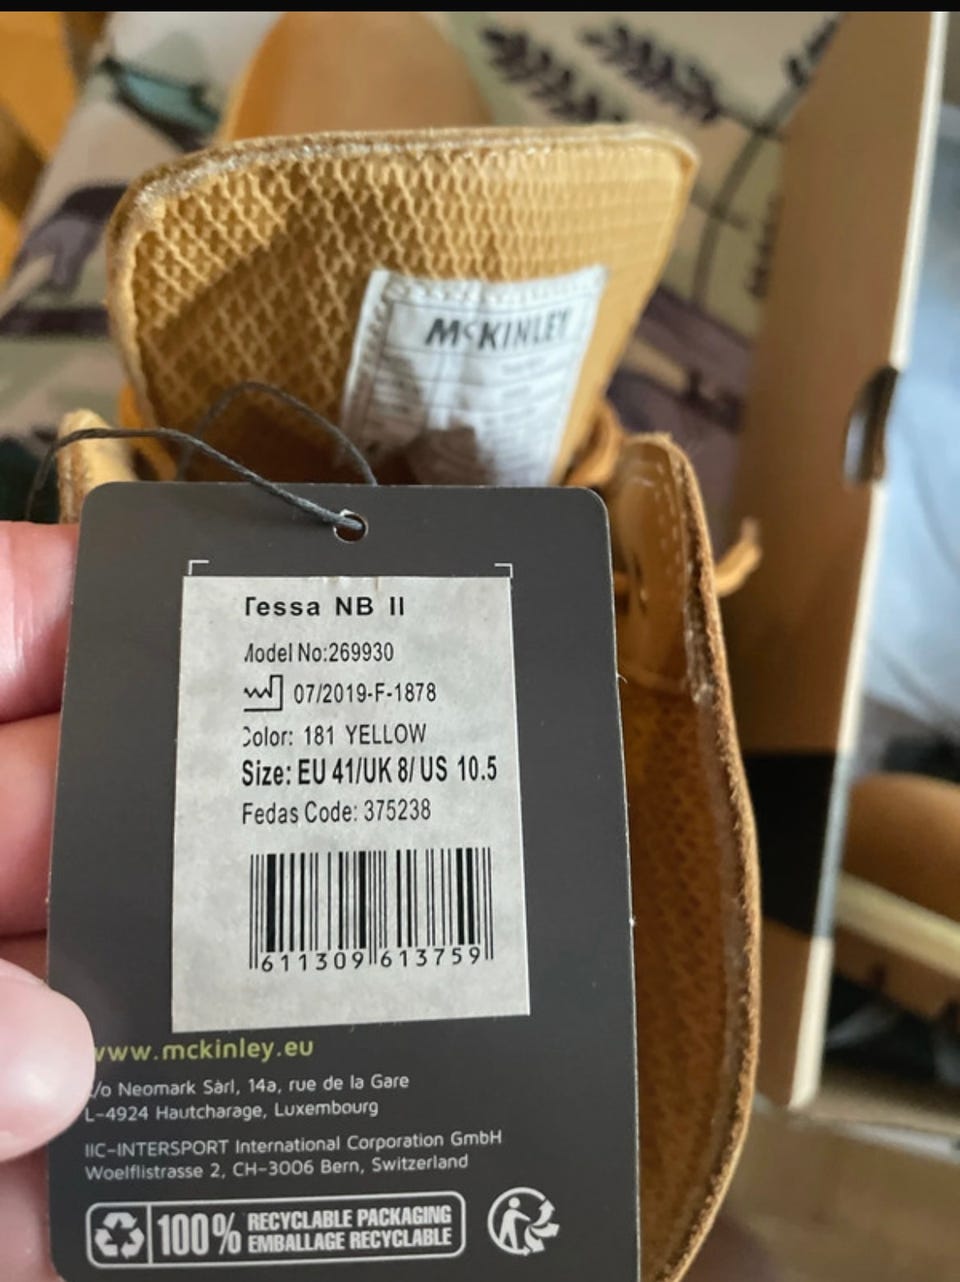 McKINLEY
Tessa NB II
Model No:269930
07/2019-F-1878
Color: 181 YELLOW
Size: EU 41/UK 8/ US 10.5
Fedas Code: 375238
611309 613759
www.mckinley.eu
c/o Neomark Sàrl, 14a, rue de la Gare
L-4924 Hautcharage, Luxembourg
IIC-INTERSPORT International Corporation GmbH
Woelflistrasse 2, CH-3006 Bern, Switzerland
100% RECYCLABLE PACKAGING
EMBALLAGE RECYCLABLE